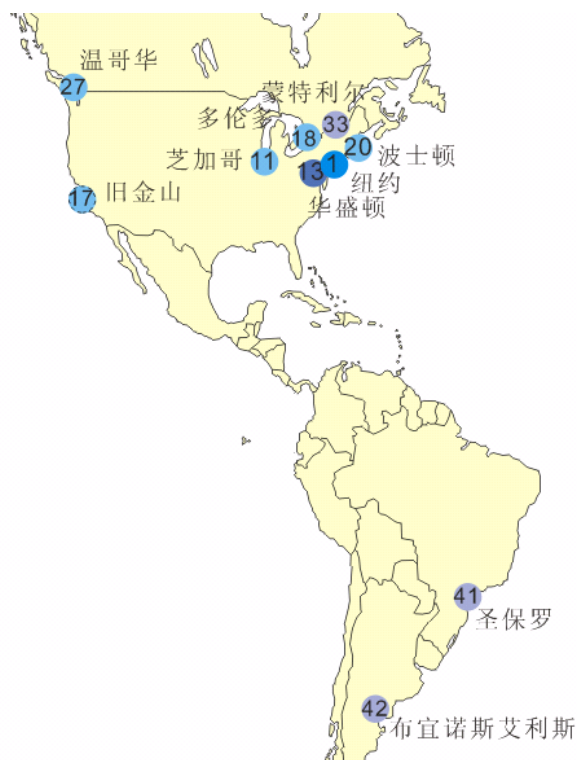 温哥华
27
蒙特利尔
多伦多
33
18
20
波士顿
芝加哥
11
13
1
纽约
华盛顿
17
旧金山
41
圣保罗
42
布宜诺斯艾利斯